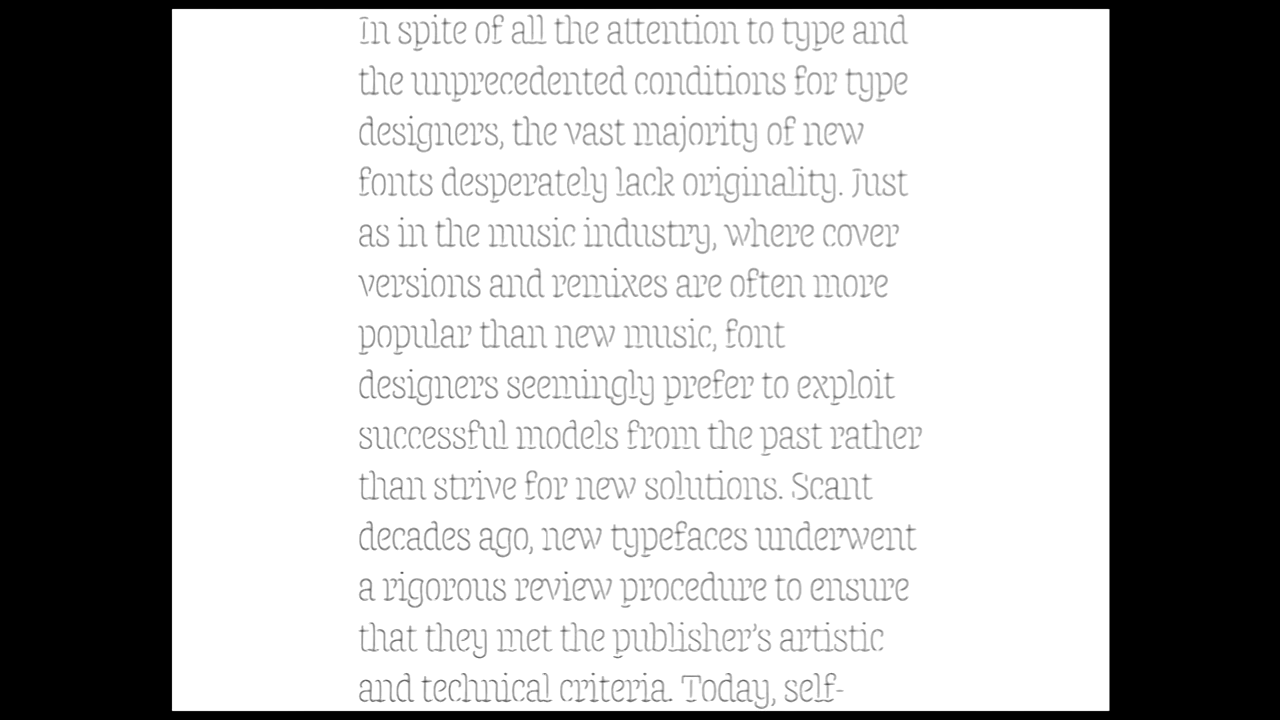 In spite of all the attention to type and
the unprecedented conditions for type
designers, the vast majority of new
fonts desperately lack originality. Just
as in the music industry, where cover
versions and remixes are often more
popular than new music, font
designers seemingly prefer to exploit
successful models from the past rather
than strive for new solutions. Scant
decades ago, new typefaces underwent
a rigorous review procedure to ensure
that they met the publisher’s artistic
and technical criteria. Today, self-